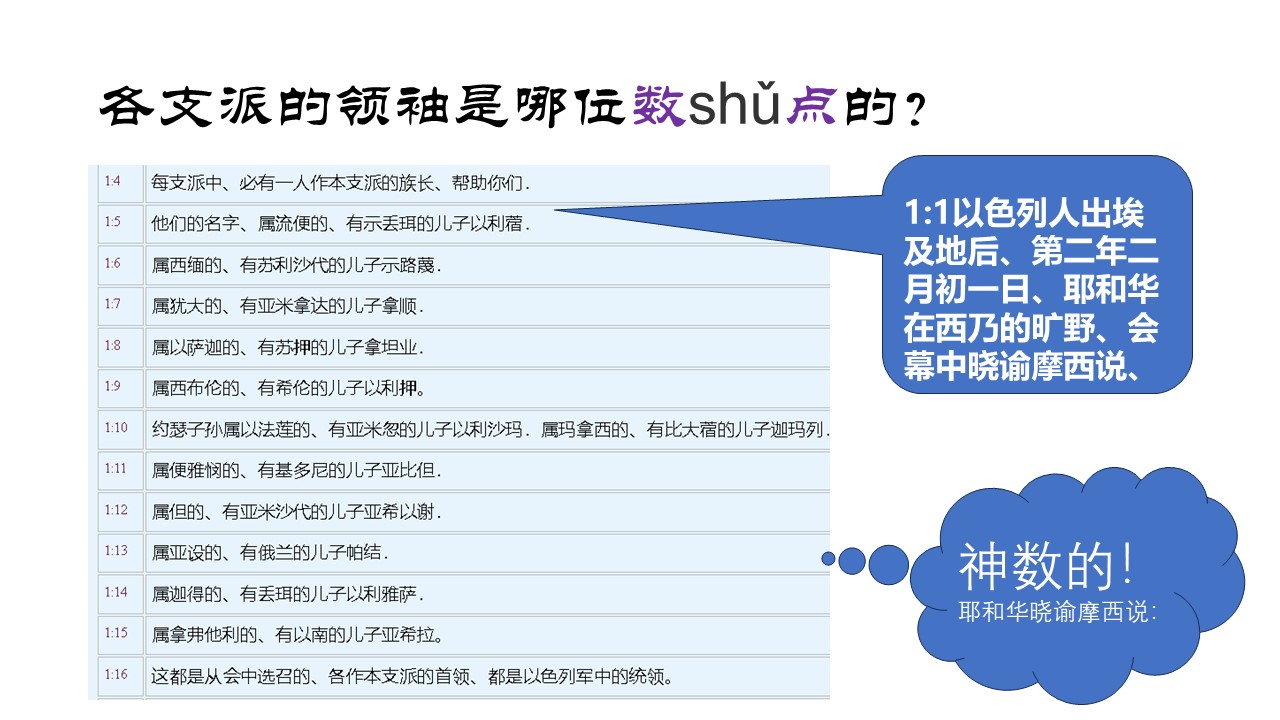 各支派的领袖是哪位数shǔ点的?
1:4 每支派中、必有一人作本支派的族长、帮助你们.
1:5 他们的名字、属流便的、有示丢珥的儿子以利蓿.
1:6 属西缅的、有苏利沙代的儿子示路蔑.
1:7 属犹大的、有亚米拿达的儿子拿顺.
1:8 属以萨迦的、有苏押的儿子拿坦业.
1:9 属西布伦的、有希伦的儿子以利押。
1:10 约瑟子孙属以法莲的、有亚米忽的儿子以利沙玛. 属玛拿西的、有比大蓿的儿子迦玛列.
1:11 属便雅悯的、有基多尼的儿子亚比但.
1:12 属但的、有亚米沙代的儿子亚希以谢.
1:13 属亚设的、有俄兰的儿子帕结.
1:14 属迦得的、有丢珥的儿子以利雅萨.
1:15 属拿弗他利的、有以南的儿子亚希拉。
1:16 这都是从会中选召的、各作本支派的首领、都是以色列军中的统领。
1:1以色列人出埃
及地后、第二年二
月初一日、耶和华
在西乃的旷野、会
幕中晓谕摩西说、
神数的!
耶和华晓谕摩西说: